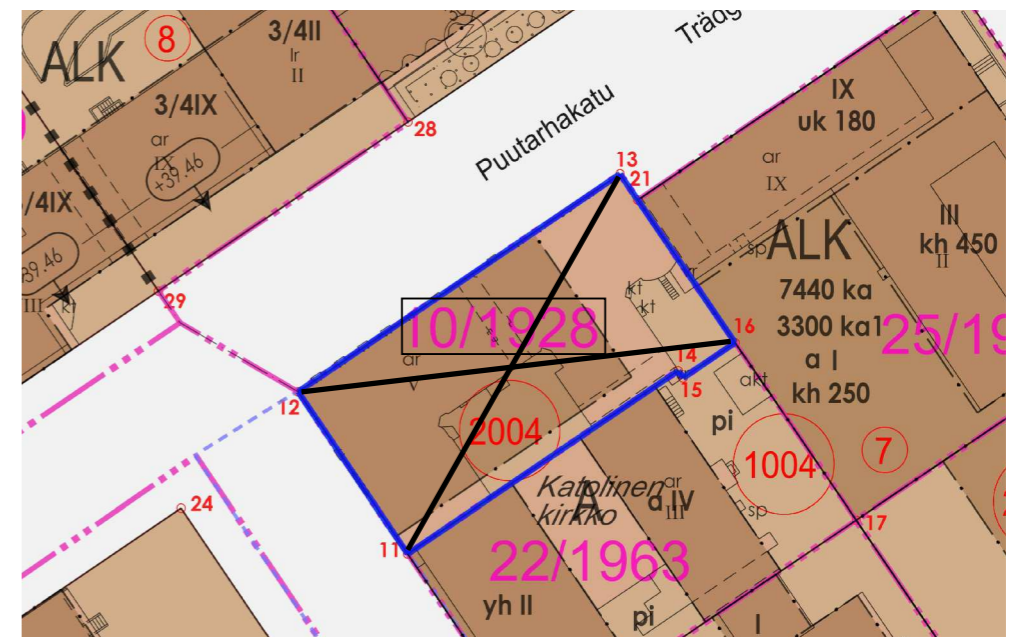 8
ALK
3/4II
lr
II
3/4IX
ar
IX
+39.46
/4IX
39.46
III
kt
28
29
Puutarhakatu
Trädg
IX
uk 180
ar
IX
13
21
ALK
sp
III
kh 450
II
7440 ka
3300 ka1
a I
kh 250
25/19
kt
kt
10/1928
ar
V
16
14
15
akt
pi
12
2004
1004
7
24
Katolinen
kirkko
A
ar
a IV
III
sp
17
11
22/1963
yh II
pi
I